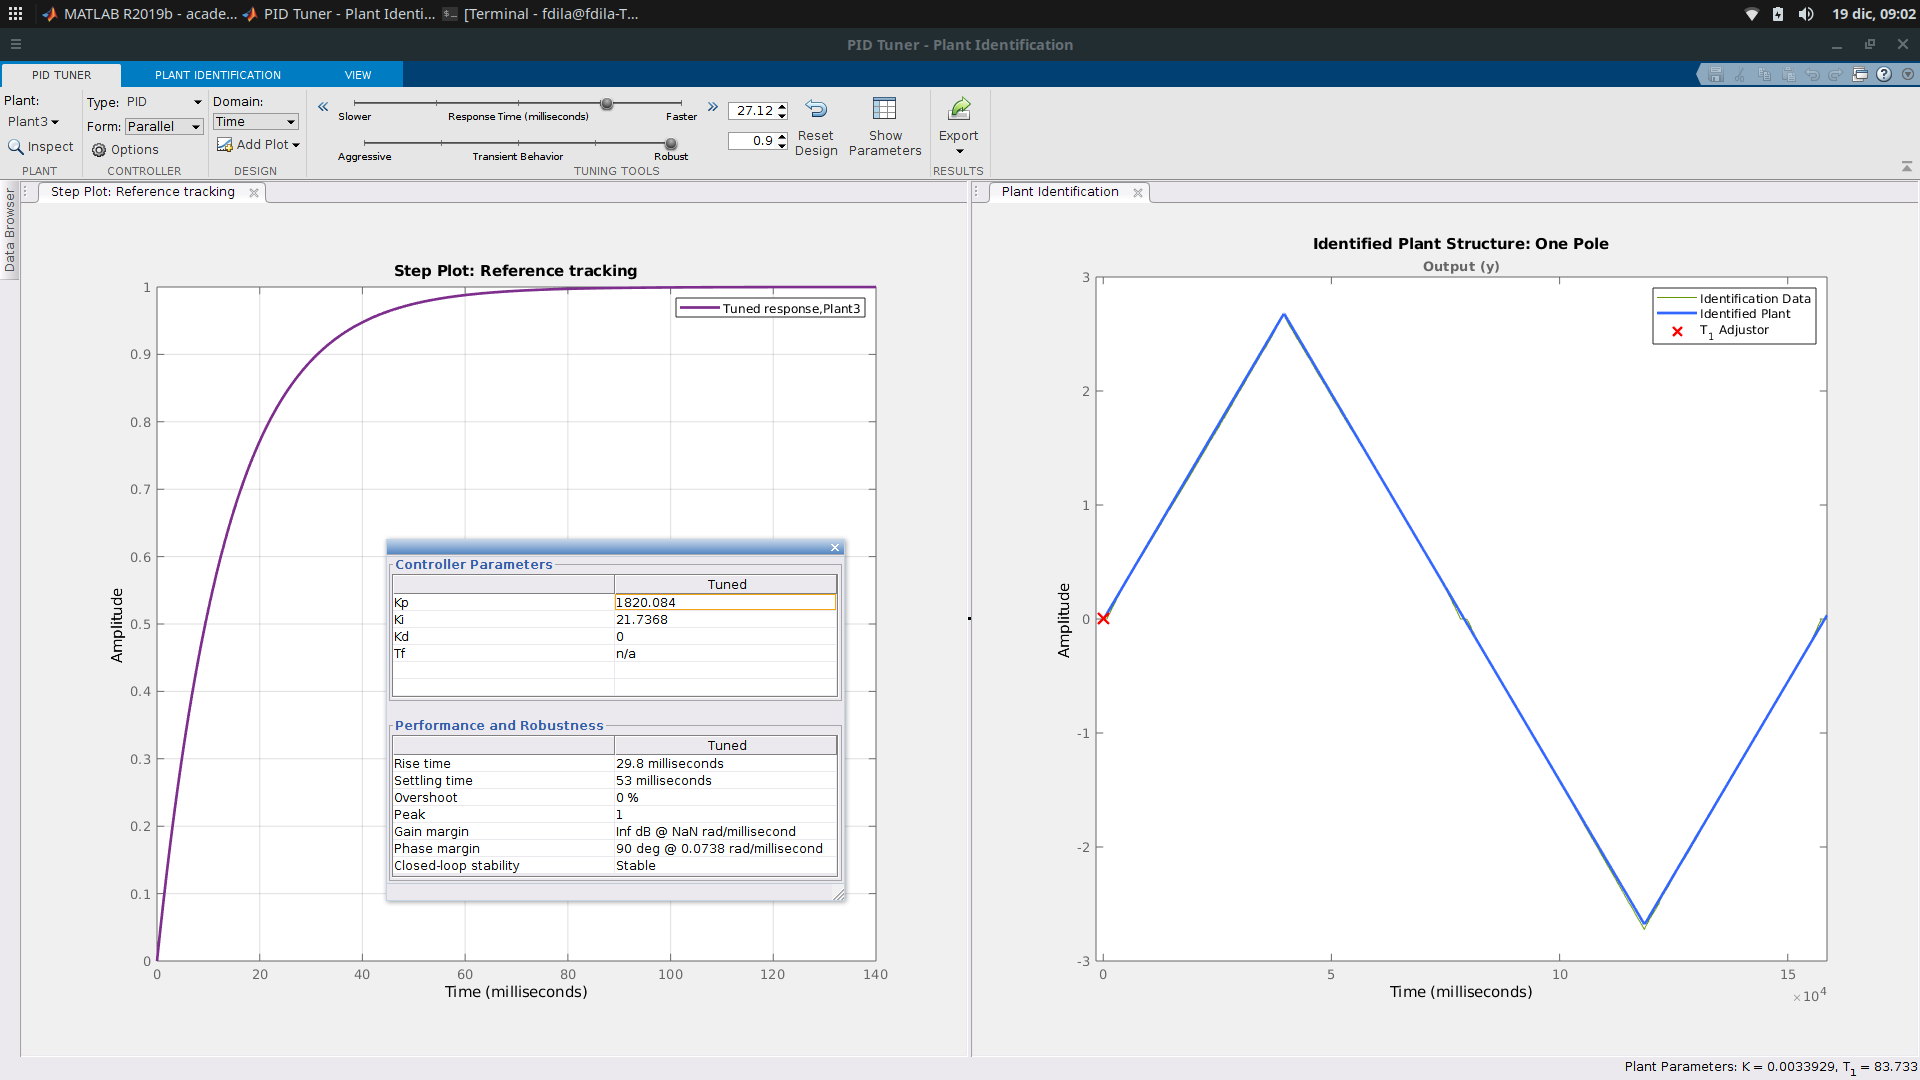 MATLAB R2019b - acade... PID Tuner - Plant Identi... [Terminal - fdila@fdila-T... 19 dic, 09:02
PID Tuner - Plant Identification
PID TUNER PLANT IDENTIFICATION VIEW
Plant:
Plant3
Inspect
PLANT
Type: PID
Form: Parallel
Options
CONTROLLER
Domain:
Time
Add Plot
DESIGN
Slower Response Time (milliseconds) Faster
27.12
Aggressive Transient Behavior Robust
0.9
Reset Design
Show Parameters
TUNING TOOLS
Export
RESULTS
Data Browser
Step Plot: Reference tracking
Step Plot: Reference tracking
Tuned response,Plant3
1
0.9
0.8
0.7
0.6
0.5
0.4
0.3
0.2
0.1
0
Amplitude
0 20 40 60 80 100 120 140
Time (milliseconds)
Controller Parameters
Tuned
Kp 1820.084
Ki 21.7368
Kd 0
Tf n/a
Performance and Robustness
Tuned
Rise time 29.8 milliseconds
Settling time 53 milliseconds
Overshoot 0 %
Peak 1
Gain margin Inf dB @ NaN rad/millisecond
Phase margin 90 deg @ 0.0738 rad/millisecond
Closed-loop stability Stable
Plant Identification
Identified Plant Structure: One Pole
Output (y)
Identification Data
Identified Plant
T1 Adjustor
3
2
1
0
-1
-2
-3
Amplitude
0 5 10 15
×10^4
Time (milliseconds)
Plant Parameters: K = 0.0033929, T1 = 83.733